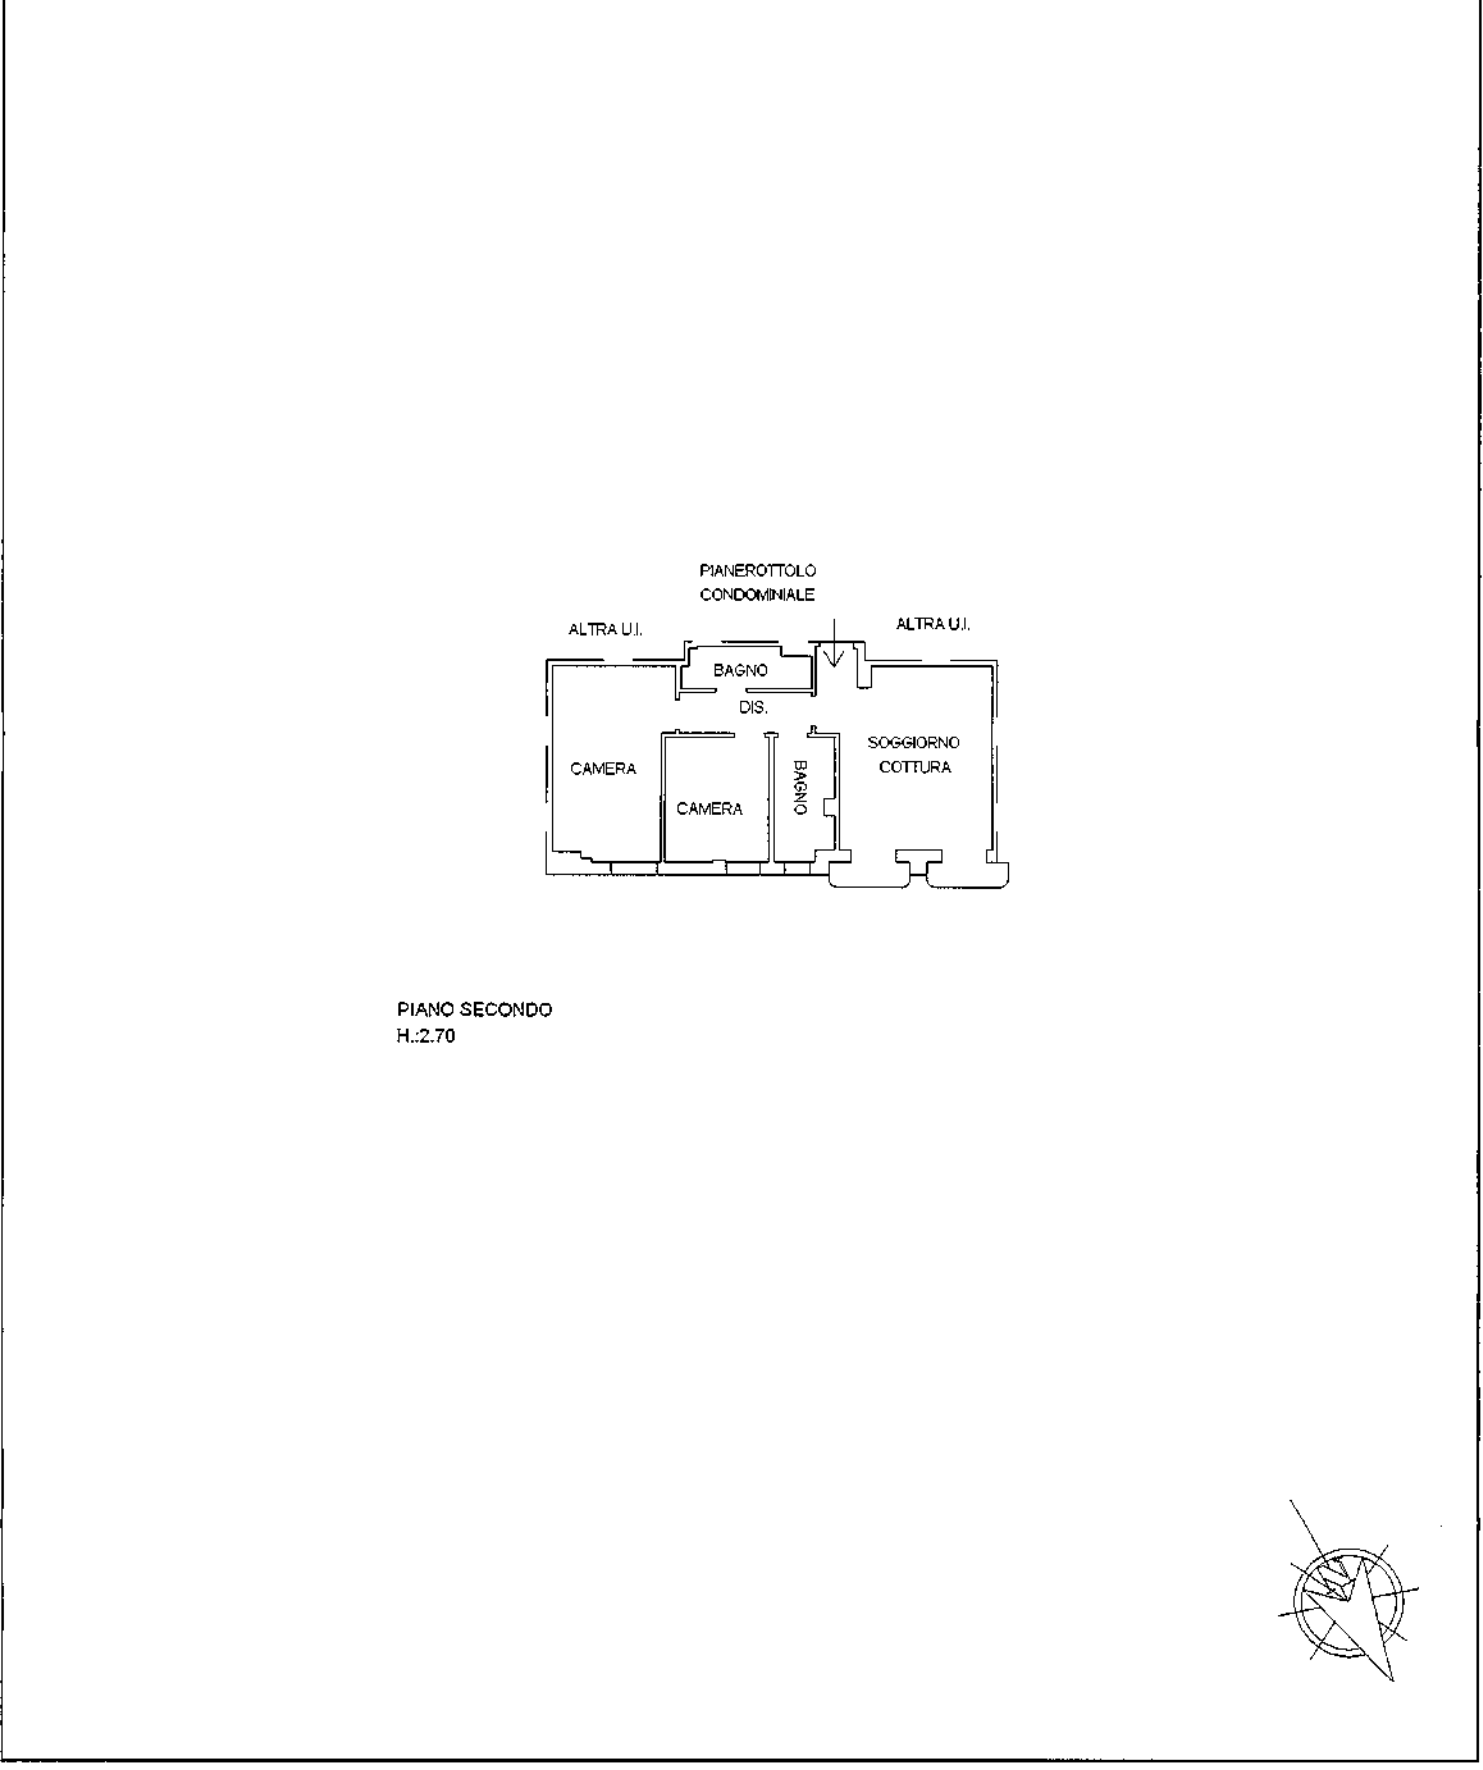 PIANEROTTOLO
CONDOMINIALE
ALTRA U.I.
ALTRA U.I.
BAGNO
DIS.
SOGGIORNO
COTTURA
CAMERA
BAGNO
CAMERA
PIANO SECONDO
H.:2.70